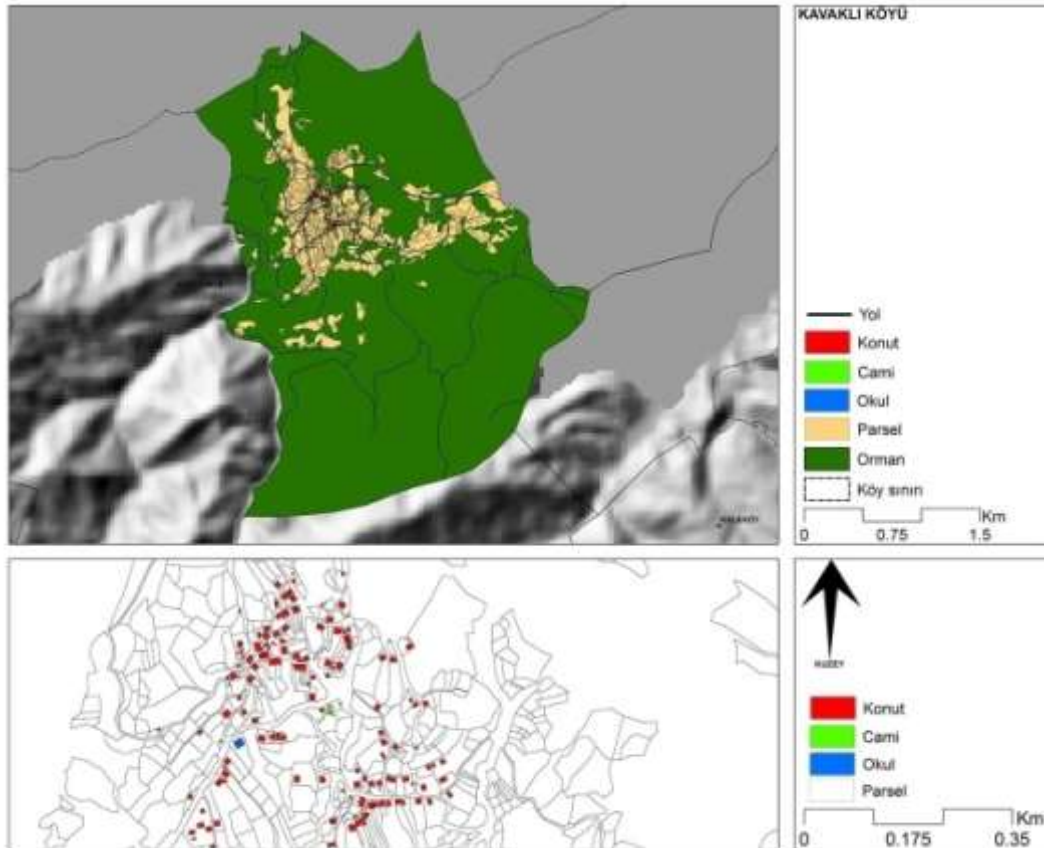 KAVAKLI KÖYÜ
Yol
Konut
Cami
Okul
Parsel
Orman
Köy sınırı
Km
0 0.75 1.5
KUZEY
Konut
Cami
Okul
Parsel
Km
0 0.175 0.35